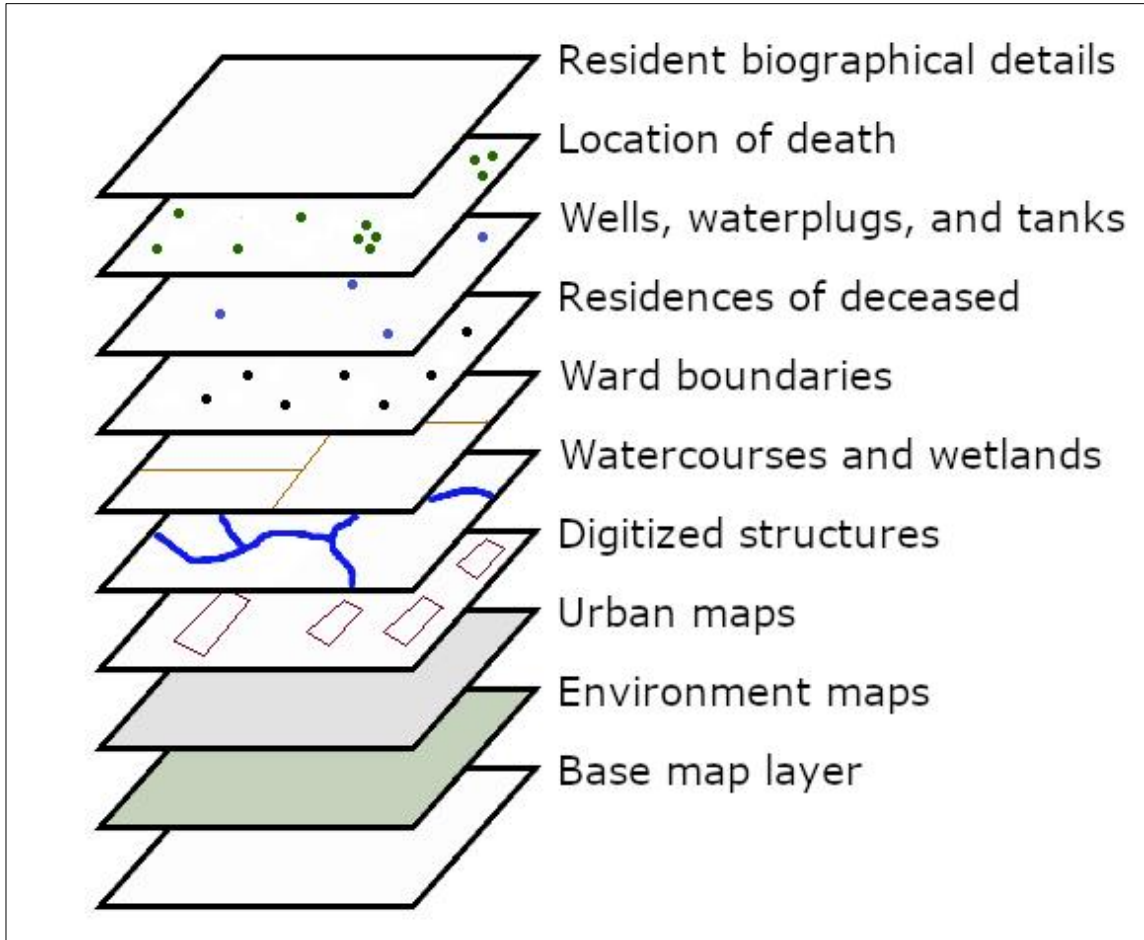 Resident biographical details
Location of death
Wells, waterplugs, and tanks
Residences of deceased
Ward boundaries
Watercourses and wetlands
Digitized structures
Urban maps
Environment maps
Base map layer